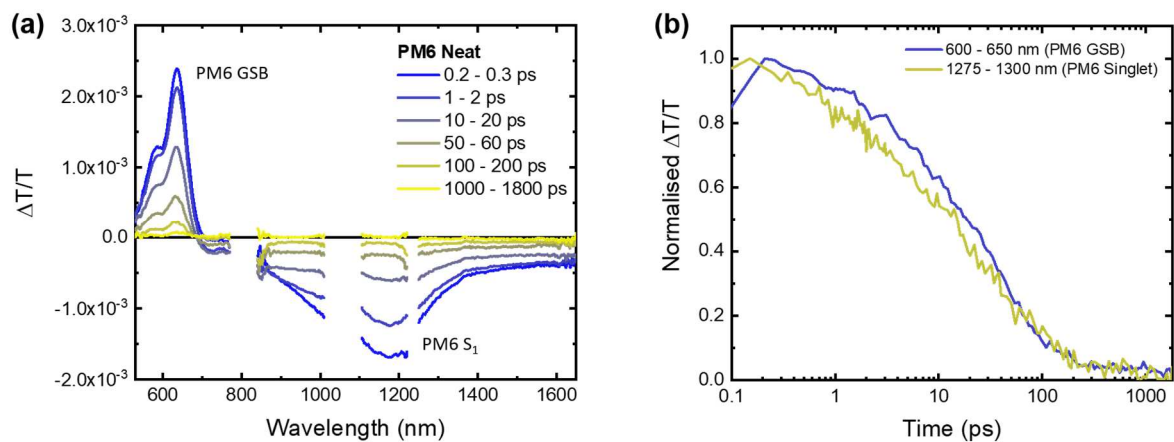 (a)
3.0x10⁻³
2.0x10⁻³
1.0x10⁻³
0.0
-1.0x10⁻³
-2.0x10⁻³
ΔT/T
PM6 GSB
PM6 Neat
0.2 - 0.3 ps
1 - 2 ps
10 - 20 ps
50 - 60 ps
100 - 200 ps
1000 - 1800 ps
PM6 S₁
600 800 1000 1200 1400 1600
Wavelength (nm)
(b)
1.0
0.8
0.6
0.4
0.2
0.0
Normalised ΔT/T
600 - 650 nm (PM6 GSB)
1275 - 1300 nm (PM6 Singlet)
0.1 1 10 100 1000
Time (ps)